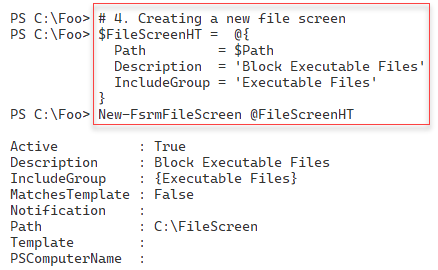 PS C:\Foo> # 4. Creating a new file screen
PS C:\Foo> $FileScreenHT =  @{
             Path         = $Path
             Description  = 'Block Executable Files'
             IncludeGroup = 'Executable Files'
           }
PS C:\Foo> New-FsrmFileScreen @FileScreenHT

Active          : True
Description     : Block Executable Files
IncludeGroup    : {Executable Files}
MatchesTemplate : False
Notification    :
Path            : C:\FileScreen
Template        :
PSComputerName  :